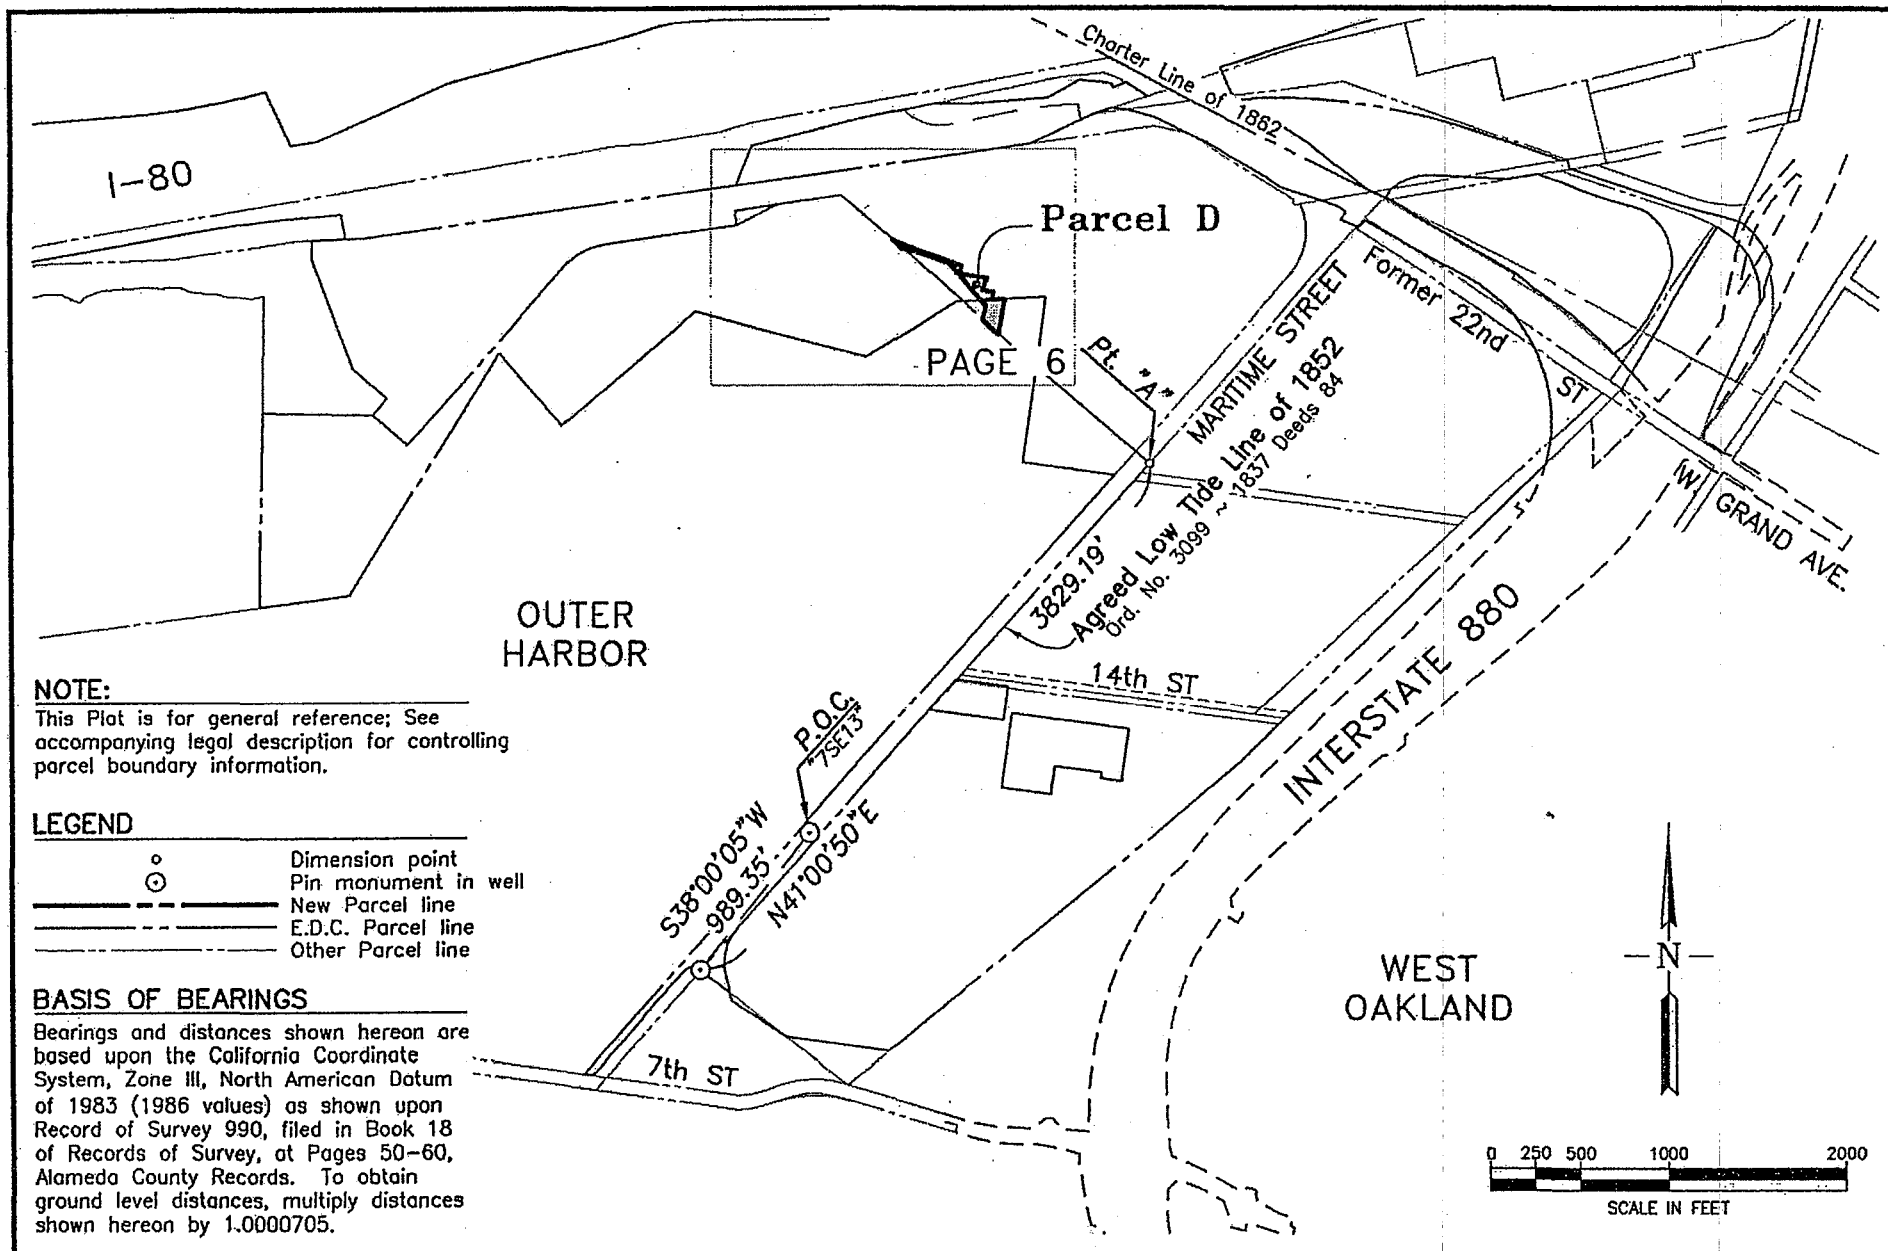 Charter Line of 1862
I-80
Parcel D
PAGE 6
Pt. "A"
MARITIME STREET
Former 22nd ST
(W. GRAND AVE.
Agreed Low Tide Line of 1852
Ord. No. 3099 ~ 1837 Deeds 84
3829.19'
OUTER
HARBOR
14th ST
INTERSTATE 880
P.O.C.
"7SE13"
S38°00'05"W
989.35'
N41°00'50"E
7th ST
WEST
OAKLAND
N
NOTE:
This Plat is for general reference; See
accompanying legal description for controlling
parcel boundary information.
LEGEND
Dimension point
Pin monument in well
New Parcel line
E.D.C. Parcel line
Other Parcel line
BASIS OF BEARINGS
Bearings and distances shown hereon are
based upon the California Coordinate
System, Zone III, North American Datum
of 1983 (1986 values) as shown upon
Record of Survey 990, filed in Book 18
of Records of Survey, at Pages 50-60,
Alameda County Records. To obtain
ground level distances, multiply distances
shown hereon by 1.0000705.
0 250 500 1000 2000
SCALE IN FEET